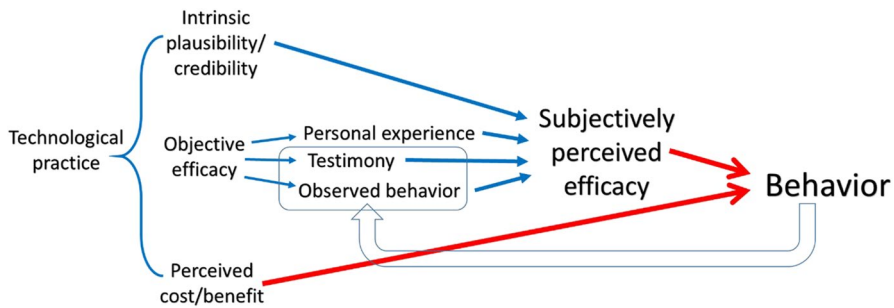 Intrinsic
plausibility/
credibility
Technological
practice
Objective
efficacy
Personal experience
Testimony
Observed behavior
Subjectively
perceived
efficacy
Behavior
Perceived
cost/benefit